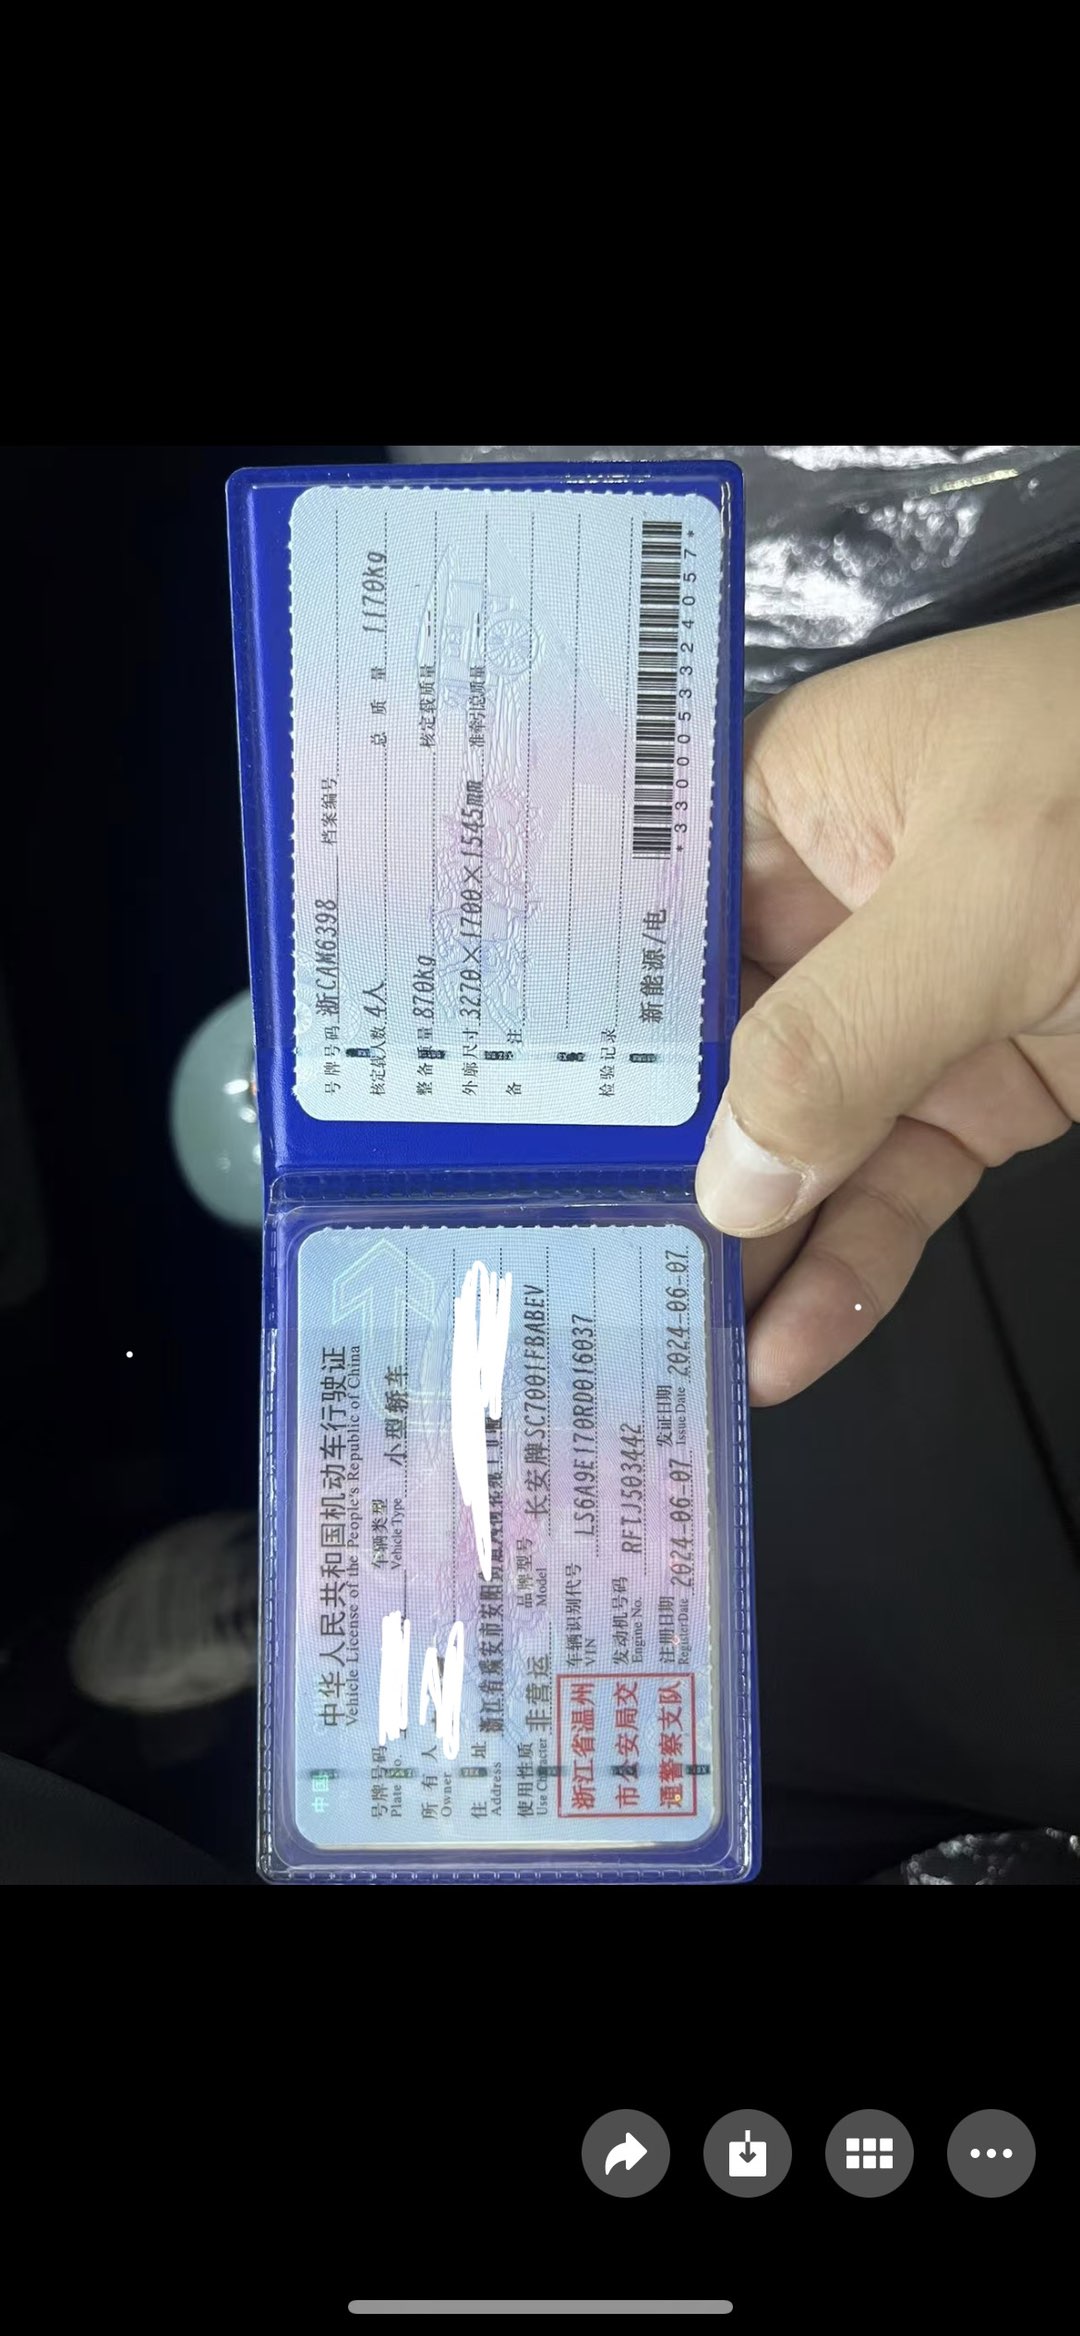 中国
中华人民共和国机动车行驶证
Vehicle License of the People's Republic of China
号牌号码 车辆类型 小型轿车
Plate No. Vehicle Type
所有人
Owner
住址 浙江省瑞安市安阳
Address
使用性质 非营运 品牌型号 长安牌SC7001FBABEV
Use Character Model
浙江省温州
市公安局交
通警察支队
车辆识别代号 LS6A9E170RD016037
VIN
发动机号码 RFIJ503442
Engine No.
注册日期 2024-06-07 发证日期 2024-06-07
Register Date Issue Date
号牌号码 浙CAM6398 档案编号
核定载人数 4人 总质量 1170kg
整备质量 870kg 核定载质量 --
外廓尺寸 3270×1700×1545mm 准牵引总质量 --
备注
检验记录
新能源/电
*3300053324057*